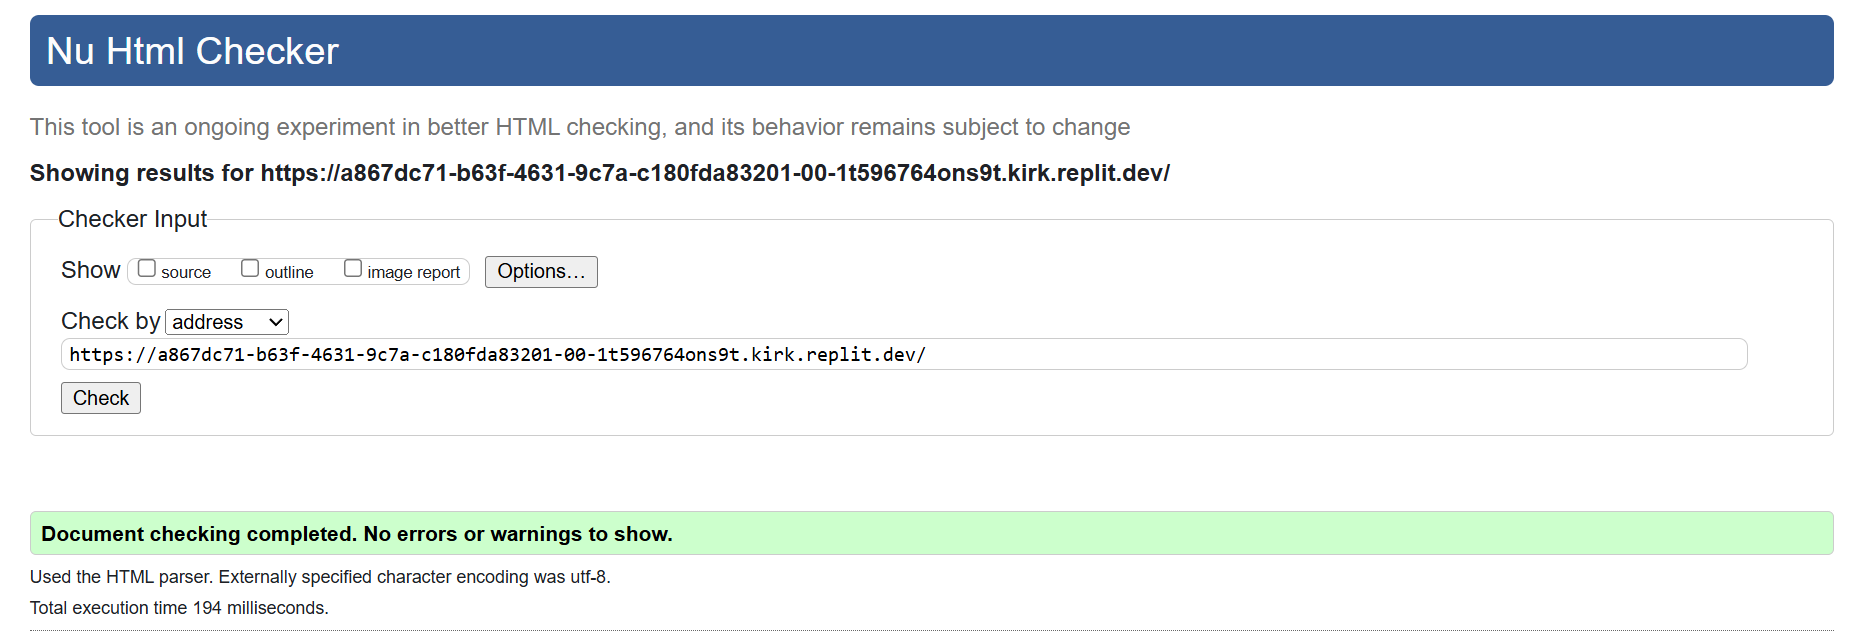 Nu Html Checker
This tool is an ongoing experiment in better HTML checking, and its behavior remains subject to change
Showing results for https://a867dc71-b63f-4631-9c7a-c180fda83201-00-1t596764ons9t.kirk.replit.dev/
Checker Input
Show source outline image report Options...
Check by address
https://a867dc71-b63f-4631-9c7a-c180fda83201-00-1t596764ons9t.kirk.replit.dev/
Check
Document checking completed. No errors or warnings to show.
Used the HTML parser. Externally specified character encoding was utf-8.
Total execution time 194 milliseconds.